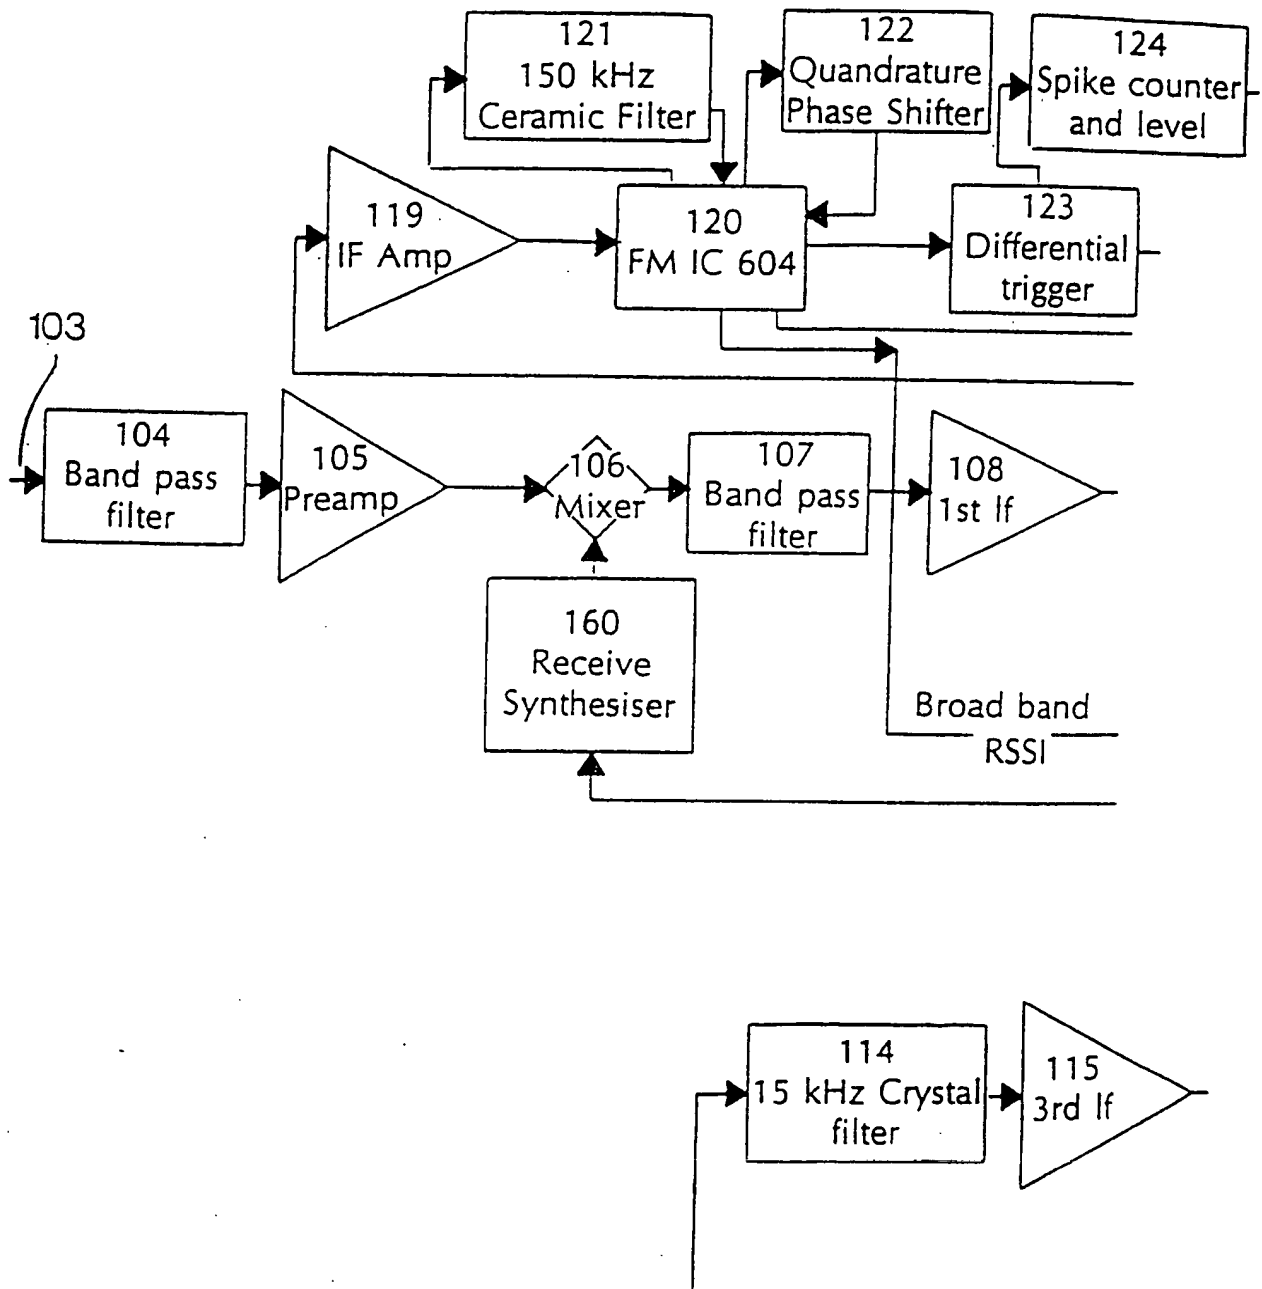 121
150 kHz
Ceramic Filter
122
Quandrature
Phase Shifter
124
Spike counter
and level
119
IF Amp
120
FM IC 604
123
Differential
trigger
103
104
Band pass
filter
105
Preamp
106
Mixer
107
Band pass
filter
108
1st If
160
Receive
Synthesiser
Broad band
RSSI
114
15 kHz Crystal
filter
115
3rd If